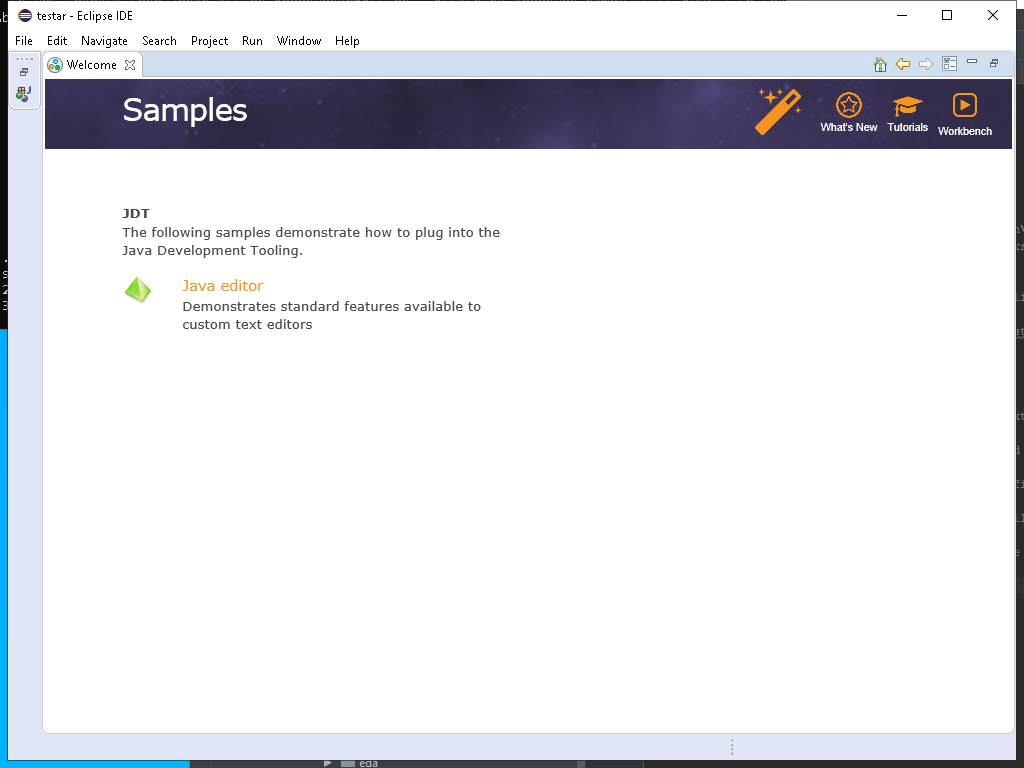 testar - Eclipse IDE
File Edit Navigate Search Project Run Window Help
Welcome
Samples
What's New Tutorials Workbench
JDT
The following samples demonstrate how to plug into the
Java Development Tooling.
Java editor
Demonstrates standard features available to
custom text editors
eda